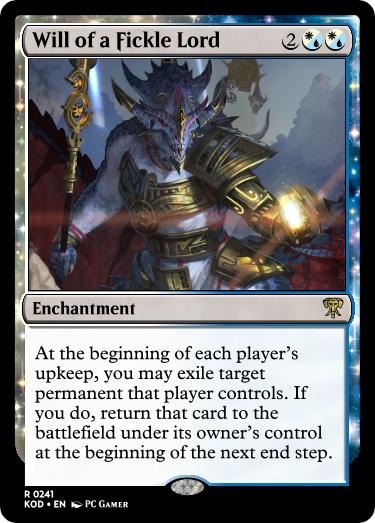 Will of a Fickle Lord 2
Enchantment
At the beginning of each player's
upkeep, you may exile target
permanent that player controls. If
you do, return that card to the
battlefield under its owner's control
at the beginning of the next end step.
R 0241
KOD • EN PC Gamer